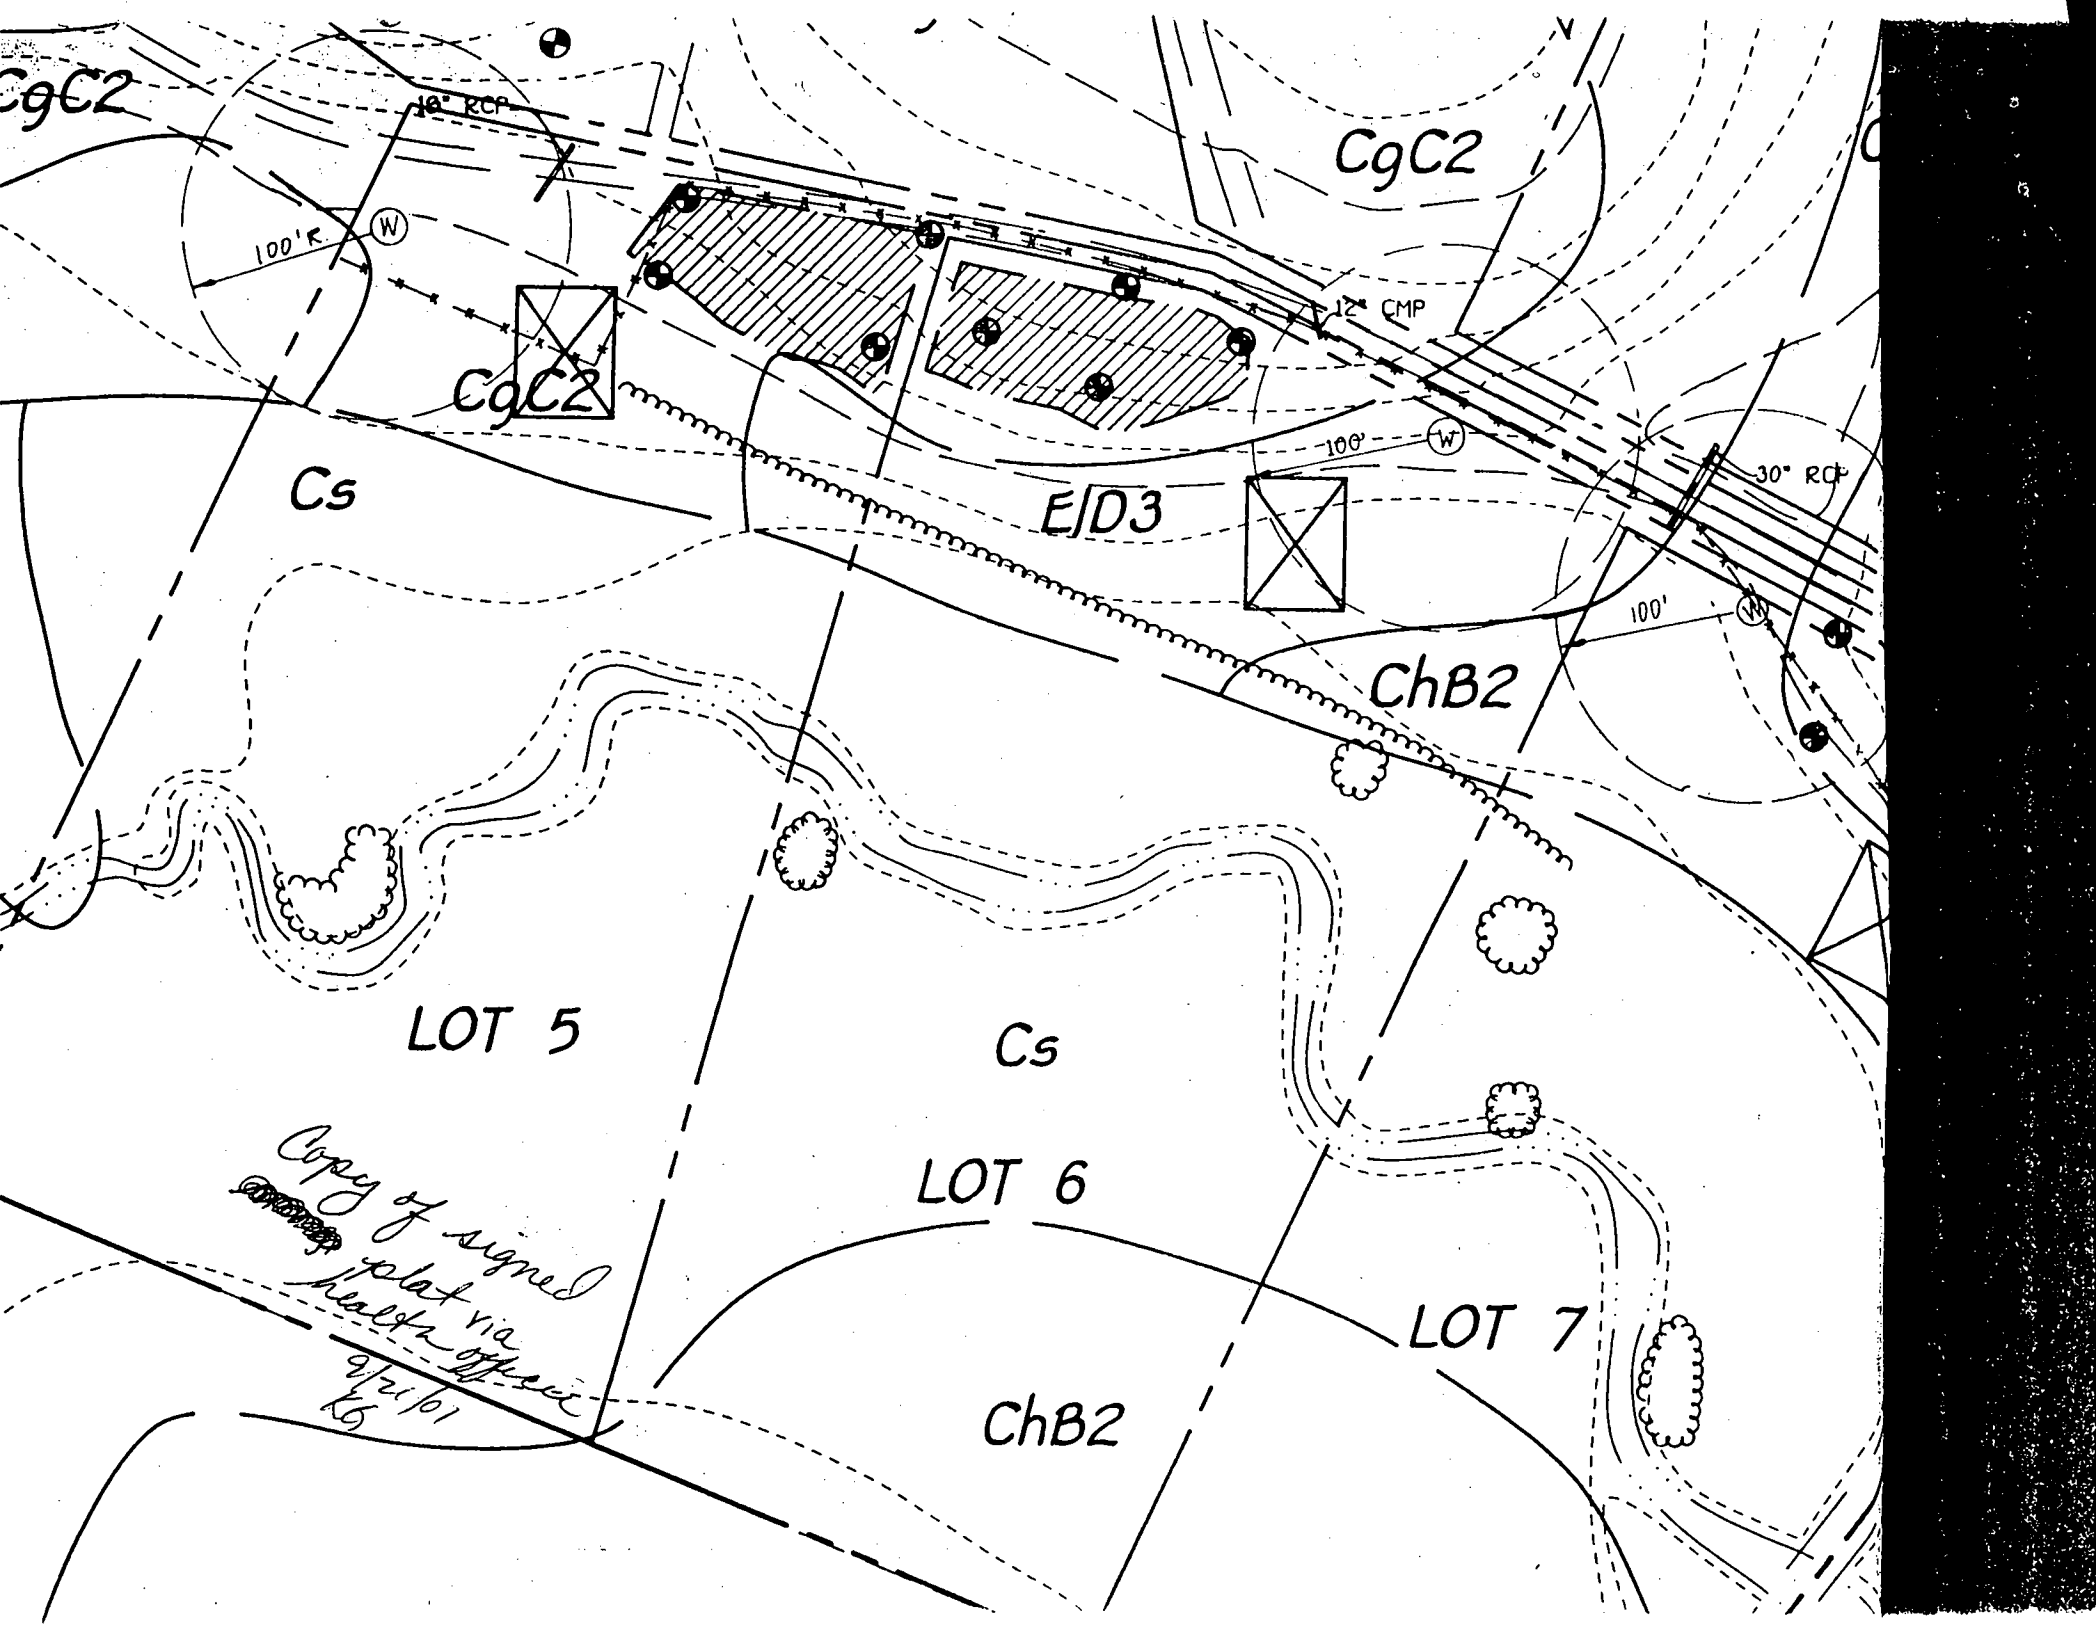 CgC2
18" RCP
CgC2
C
W
100'R
12" CMP
CgC2
W
100'
30" RCP
Cs
E/D3
100'
W
ChB2
LOT 5
Cs
Copy of signed
plat via
health officer
9/21/01
KG
LOT 6
LOT 7
ChB2